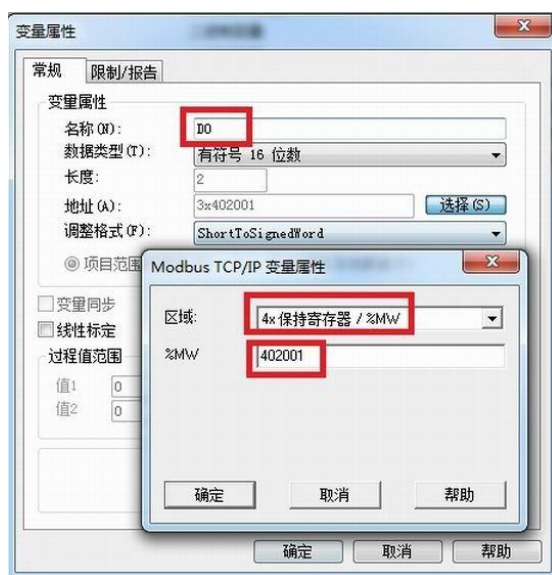 变量属性
常规 限制/报告
变量属性
名称(N): DO
数据类型(T): 有符号 16 位数
长度: 2
地址(A): 3x402001 选择(S)
调整格式(F): ShortToSignedWord
项目范围
变量同步
线性标定
过程值范围
值1 0
值2 0
Modbus TCP/IP 变量属性
区域: 4x 保持寄存器 / %MW
%MW 402001
确定 取消 帮助
确定 取消 帮助